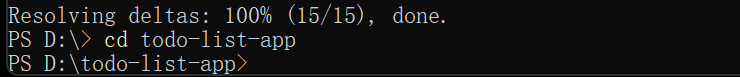 Resolving deltas: 100% (15/15), done.
PS D:\> cd todo-list-app
PS D:\todo-list-app>